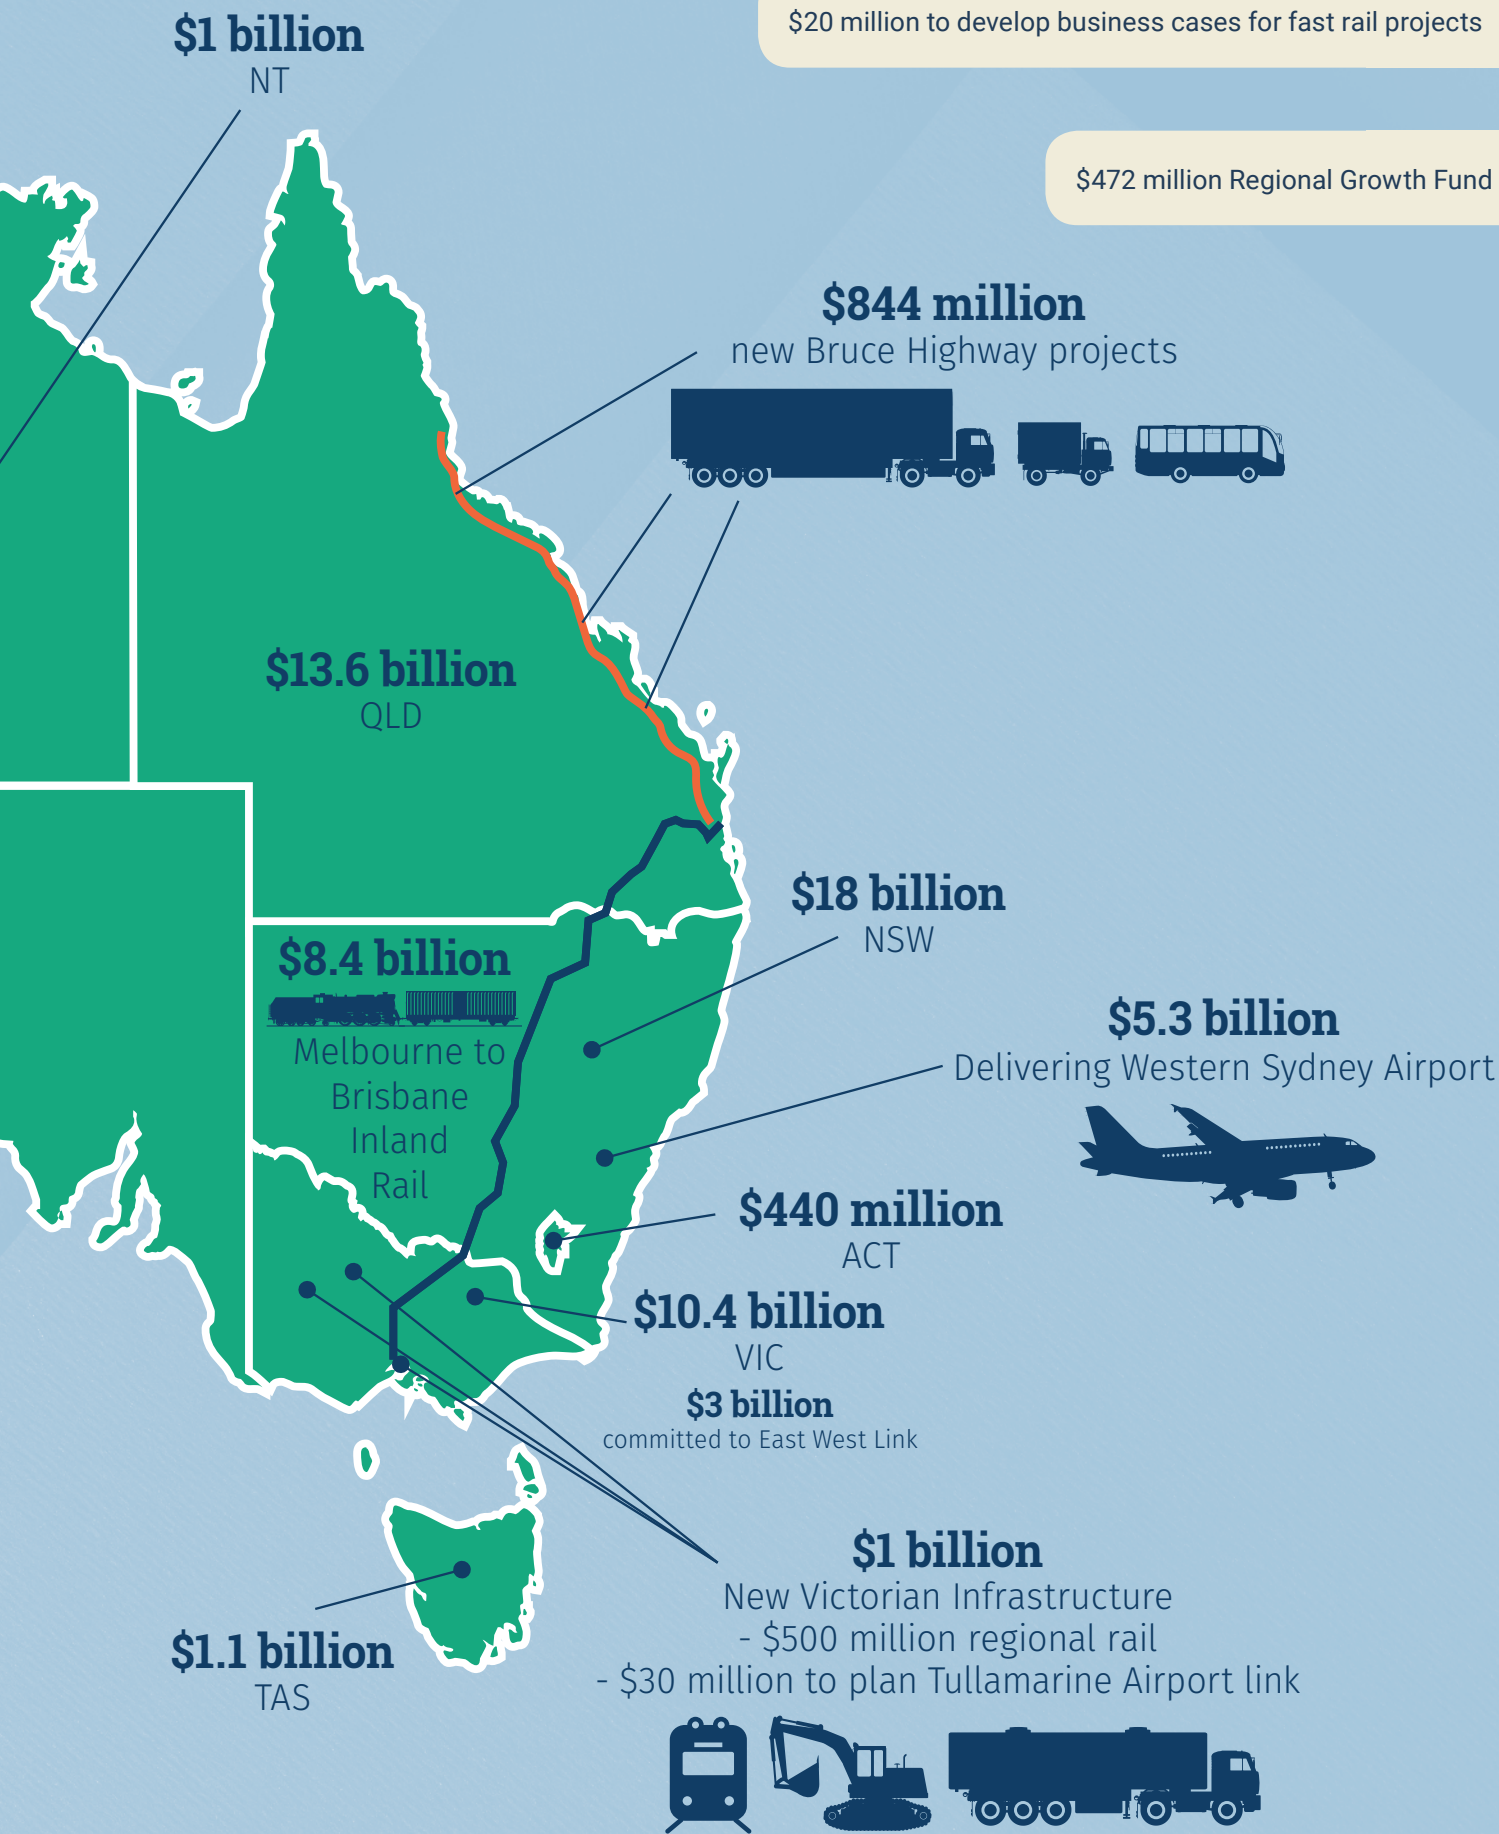 $1 billion
NT
$20 million to develop business cases for fast rail projects
$472 million Regional Growth Fund
$844 million
new Bruce Highway projects
$13.6 billion
QLD
$18 billion
NSW
$8.4 billion
Melbourne to
Brisbane
Inland
Rail
$5.3 billion
Delivering Western Sydney Airport
$440 million
ACT
$10.4 billion
VIC
$3 billion
committed to East West Link
$1 billion
New Victorian Infrastructure
- $500 million regional rail
- $30 million to plan Tullamarine Airport link
$1.1 billion
TAS